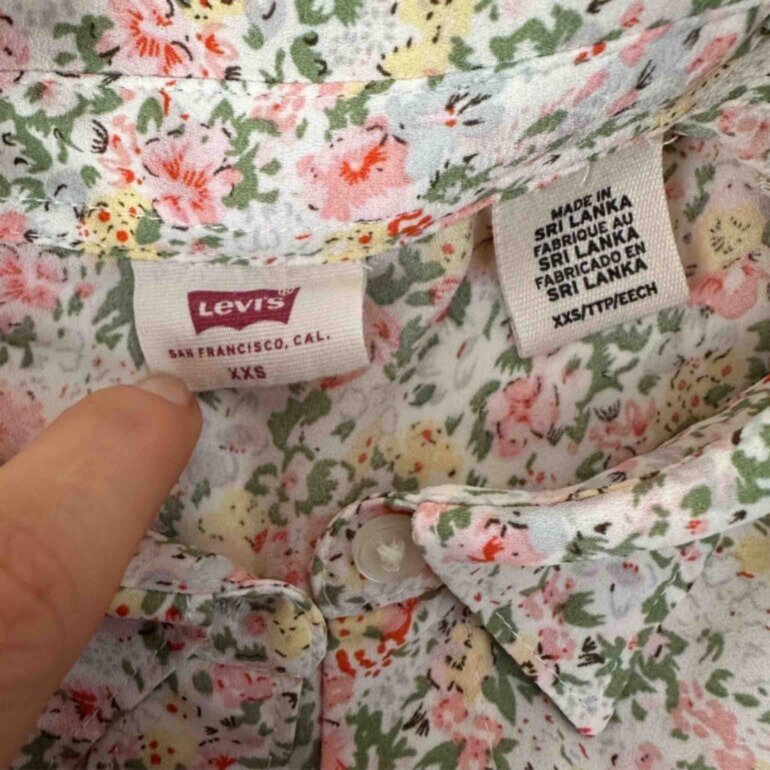 LEVI'S®
SAN FRANCISCO, CAL.
XXS
MADE IN
SRI LANKA
FABRIQUE AU
SRI LANKA
FABRICADO EN
SRI LANKA
XXS/TTP/EECH